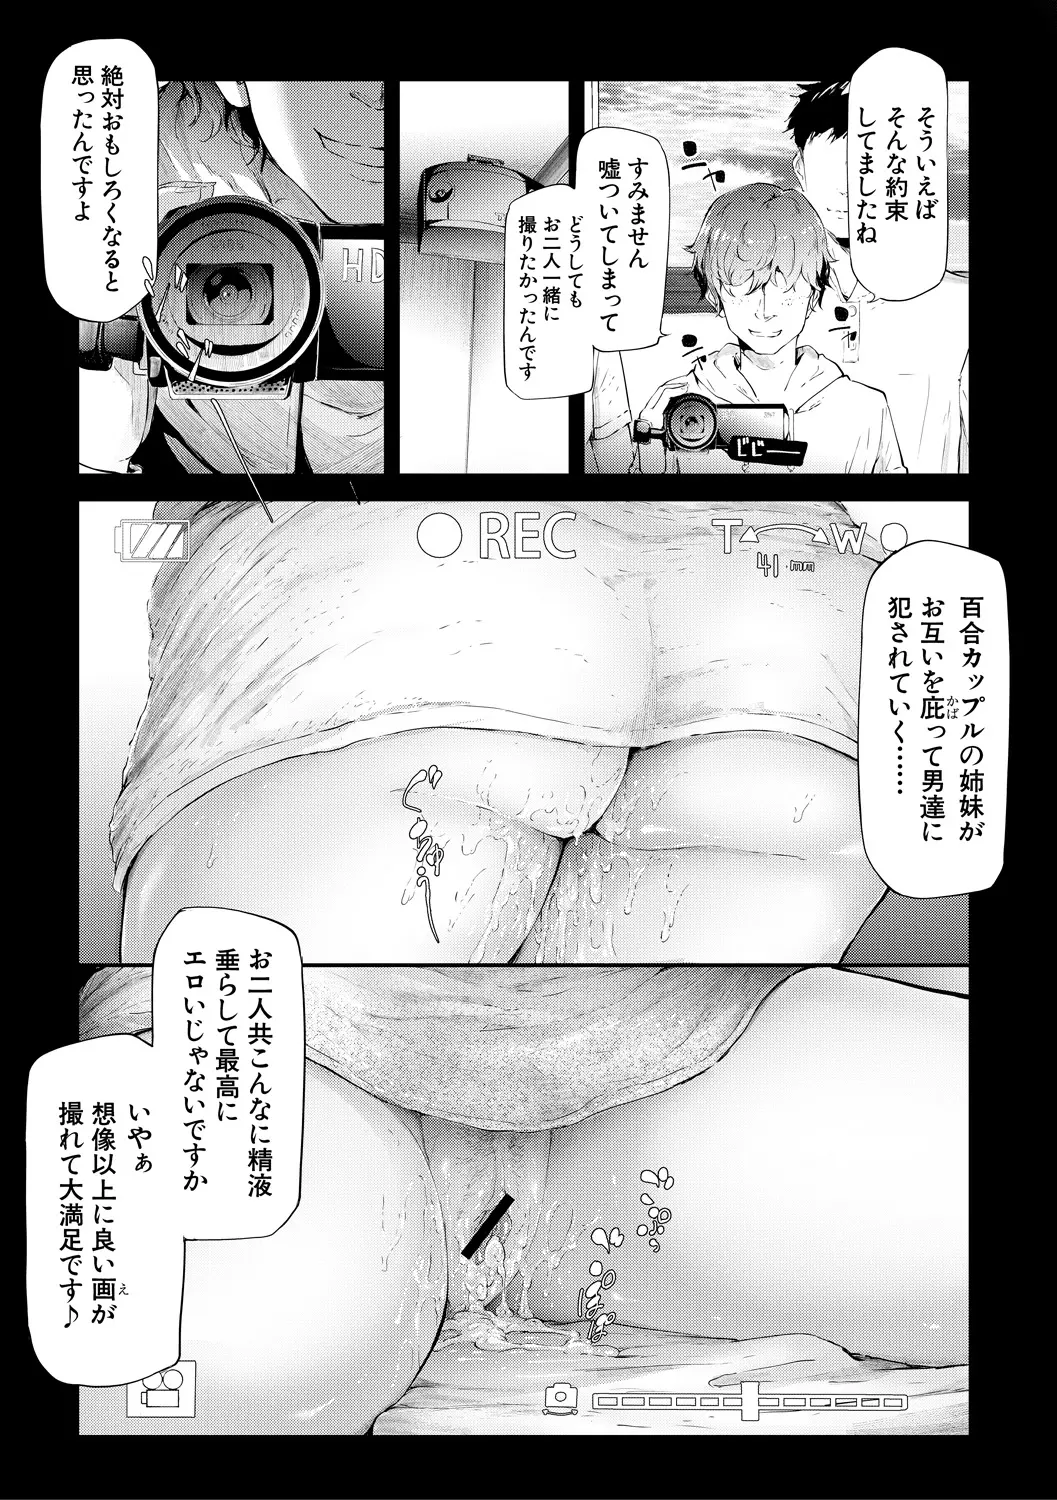 そういえば
そんな約束
してましたね
すみません
嘘ついてしまって
どうしても
お二人一緒に
撮りたかったんです
絶対おもしろくなると
思ったんですよ
HD
じじー
REC
T W
41.mm
百合カップルの姉妹が
お互いを庇って男達に
かば
犯されていく……
お二人共こんなに精液
垂らして最高に
エロいじゃないですか
いやぁ
想像以上に良い画が
え
撮れて大満足です♪